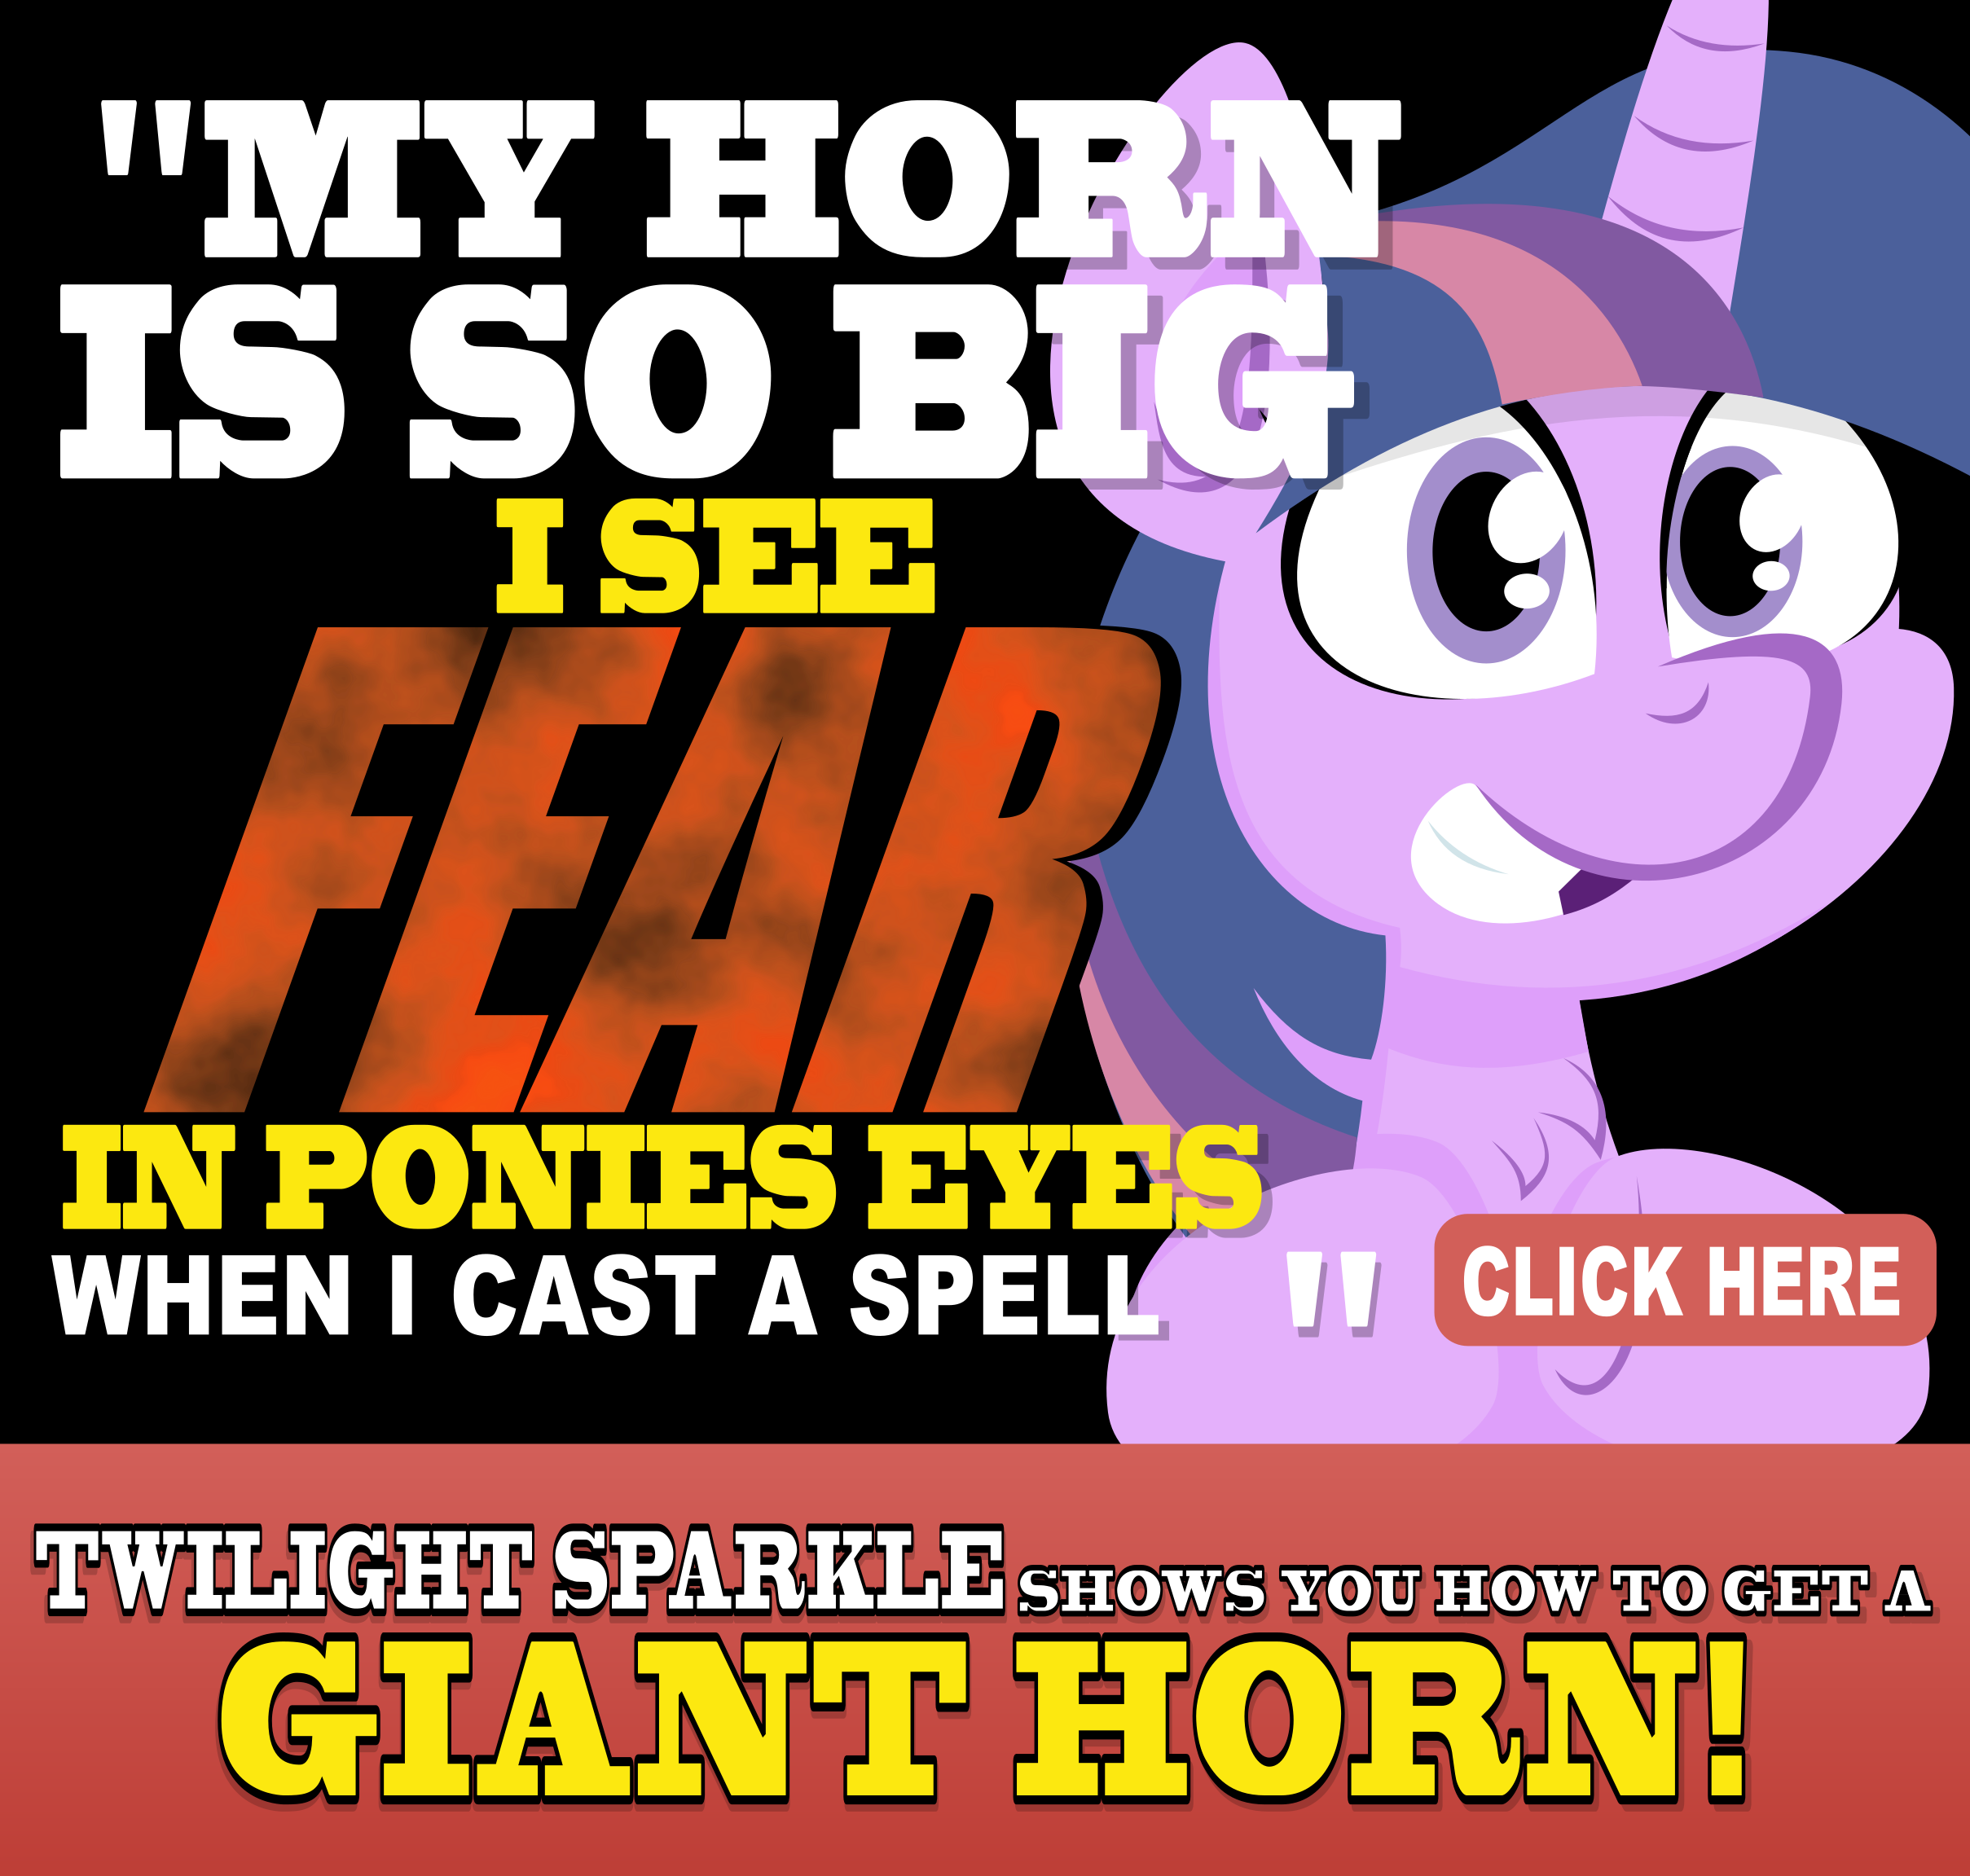 "MY HORN
IS SO BIG
I SEE
FEAR
IN PONIES EYES
WHEN I CAST A SPELL "
CLICK HERE
TWILIGHT SPARKLE SHOWS YOU HOW TO GET A
GIANT HORN!